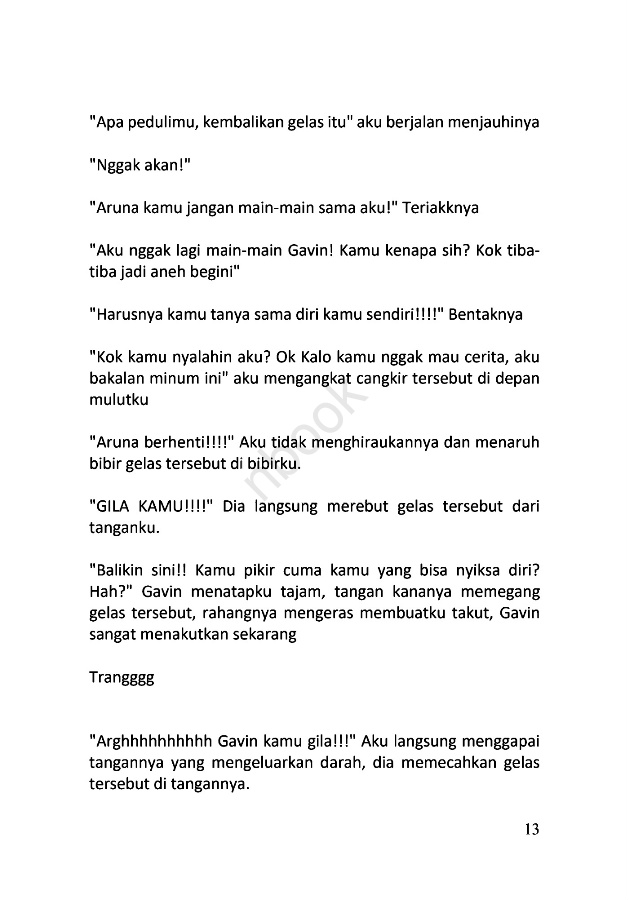 "Apa pedulimu, kembalikan gelas itu" aku berjalan menjauhinya
"Nggak akan!"
"Aruna kamu jangan main-main sama aku!" Teriakknya
"Aku nggak lagi main-main Gavin! Kamu kenapa sih? Kok tiba-
tiba jadi aneh begini"
"Harusnya kamu tanya sama diri kamu sendiri!!!!" Bentaknya
"Kok kamu nyalahin aku? Ok Kalo kamu nggak mau cerita, aku
bakalan minum ini" aku mengangkat cangkir tersebut di depan
mulutku
"Aruna berhenti!!!!" Aku tidak menghiraukannya dan menaruh
bibir gelas tersebut di bibirku.
"GILA KAMU!!!!" Dia langsung merebut gelas tersebut dari
tanganku.
"Balikin sini!! Kamu pikir cuma kamu yang bisa nyiksa diri?
Hah?" Gavin menatapku tajam, tangan kananya memegang
gelas tersebut, rahangnya mengeras membuatku takut, Gavin
sangat menakutkan sekarang
Trangggg
"Arghhhhhhhhhh Gavin kamu gila!!!" Aku langsung menggapai
tangannya yang mengeluarkan darah, dia memecahkan gelas
tersebut di tangannya.
13
nbook